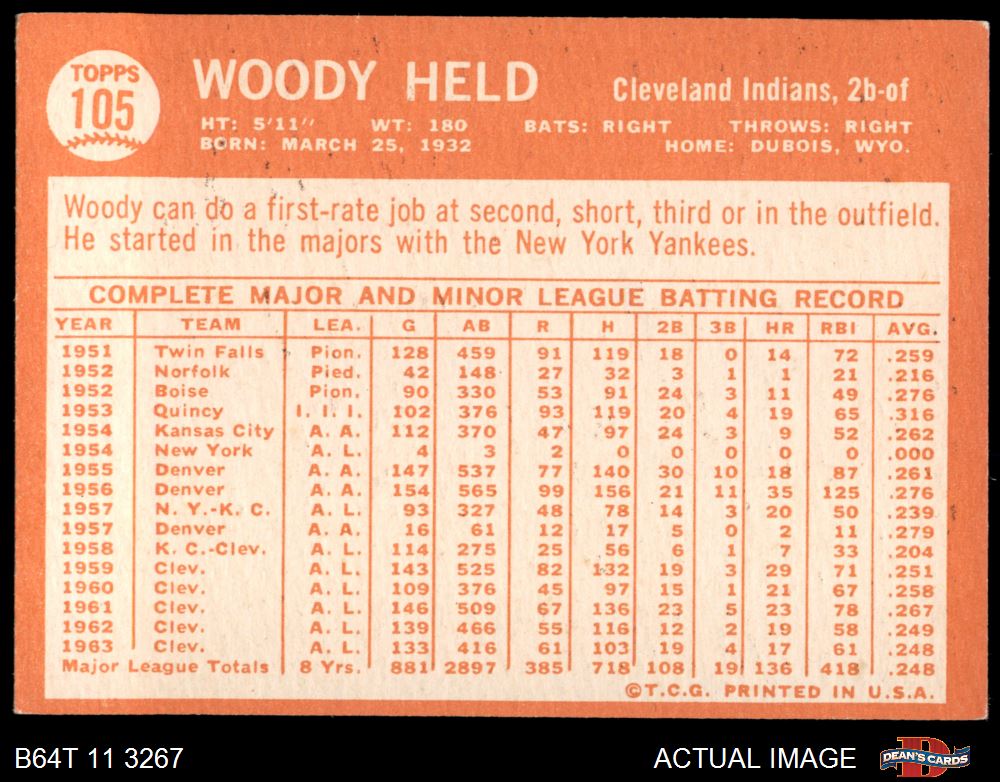 TOPPS
105
WOODY HELD
Cleveland Indians, 2b-of
HT: 5'11" WT: 180 BATS: RIGHT THROWS: RIGHT
BORN: MARCH 25, 1932 HOME: DUBOIS, WYO.
Woody can do a first-rate job at second, short, third or in the outfield.
He started in the majors with the New York Yankees.
COMPLETE MAJOR AND MINOR LEAGUE BATTING RECORD
YEAR TEAM LEA. G AB R H 2B 3B HR RBI AVG.
1951 Twin Falls Pion. 128 459 91 119 18 0 14 72 .259
1952 Norfolk Pied. 42 148 27 32 3 1 1 21 .216
1952 Boise Pion. 90 330 53 91 24 3 11 49 .276
1953 Quincy I. I. I. 102 376 93 119 20 4 19 65 .316
1954 Kansas City A. A. 112 370 47 97 24 3 9 52 .262
1954 New York A. L. 4 3 2 0 0 0 0 0 .000
1955 Denver A. A. 147 537 77 140 30 10 18 87 .261
1956 Denver A. A. 154 565 99 156 21 11 35 125 .276
1957 N. Y.-K. C. A. L. 93 327 48 78 14 3 20 50 .239
1957 Denver A. A. 16 61 12 17 5 0 2 11 .279
1958 K. C.-Clev. A. L. 114 275 25 56 6 1 7 33 .204
1959 Clev. A. L. 143 525 82 132 19 3 29 71 .251
1960 Clev. A. L. 109 376 45 97 15 1 21 67 .258
1961 Clev. A. L. 146 509 67 136 23 5 23 78 .267
1962 Clev. A. L. 139 466 55 116 12 2 19 58 .249
1963 Clev. A. L. 133 416 61 103 19 4 17 61 .248
Major League Totals 8 Yrs. 881 2897 385 718 108 19 136 418 .248
©T.C.G. PRINTED IN U.S.A.
B64T 11 3267 ACTUAL IMAGE DEAN'S CARDS